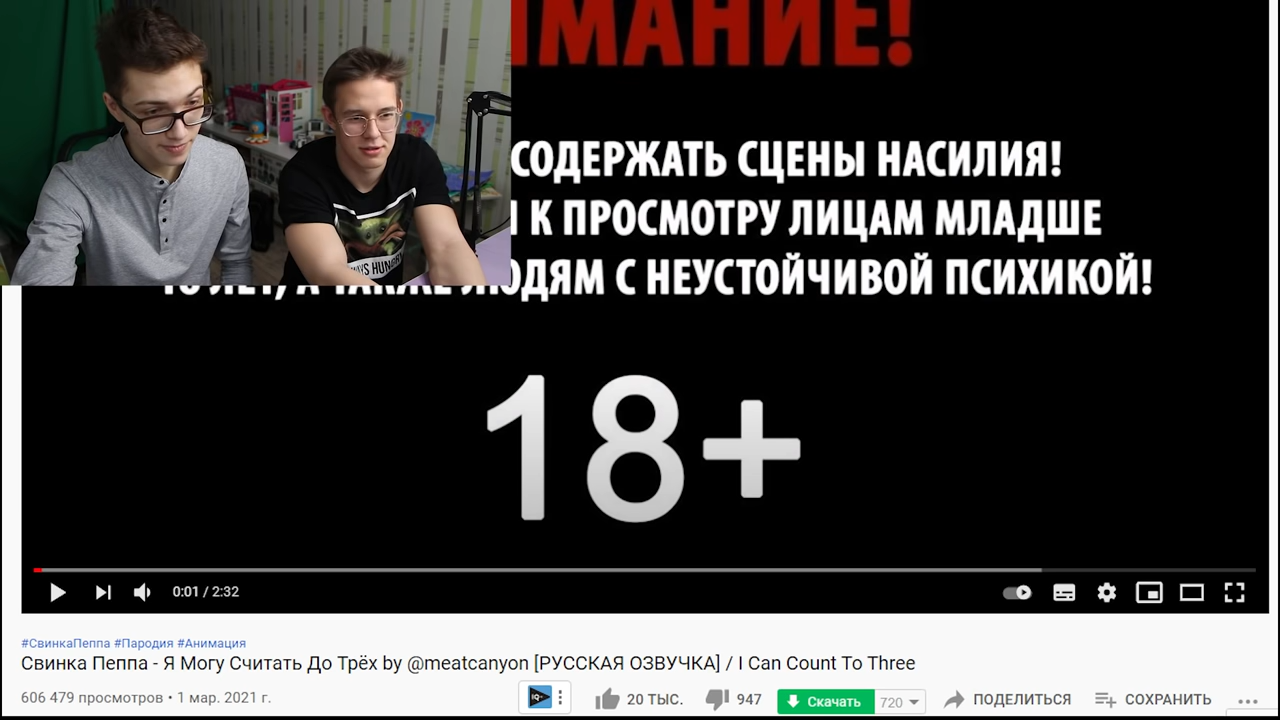 МАНИЕ!
СОДЕРЖАТЬ СЦЕНЫ НАСИЛИЯ!
К ПРОСМОТРУ ЛИЦАМ МЛАДШЕ
С НЕУСТОЙЧИВОЙ ПСИХИКОЙ!
18+
0:01 / 2:32
#СвинкаПеппа #Пародия #Анимация
Свинка Пеппа - Я Могу Считать До Трёх by @meatcanyon [РУССКАЯ ОЗВУЧКА] / I Can Count To Three
606 479 просмотров • 1 мар. 2021 г.
IQ
20 ТЫС.
947
Скачать
720
ПОДЕЛИТЬСЯ
СОХРАНИТЬ